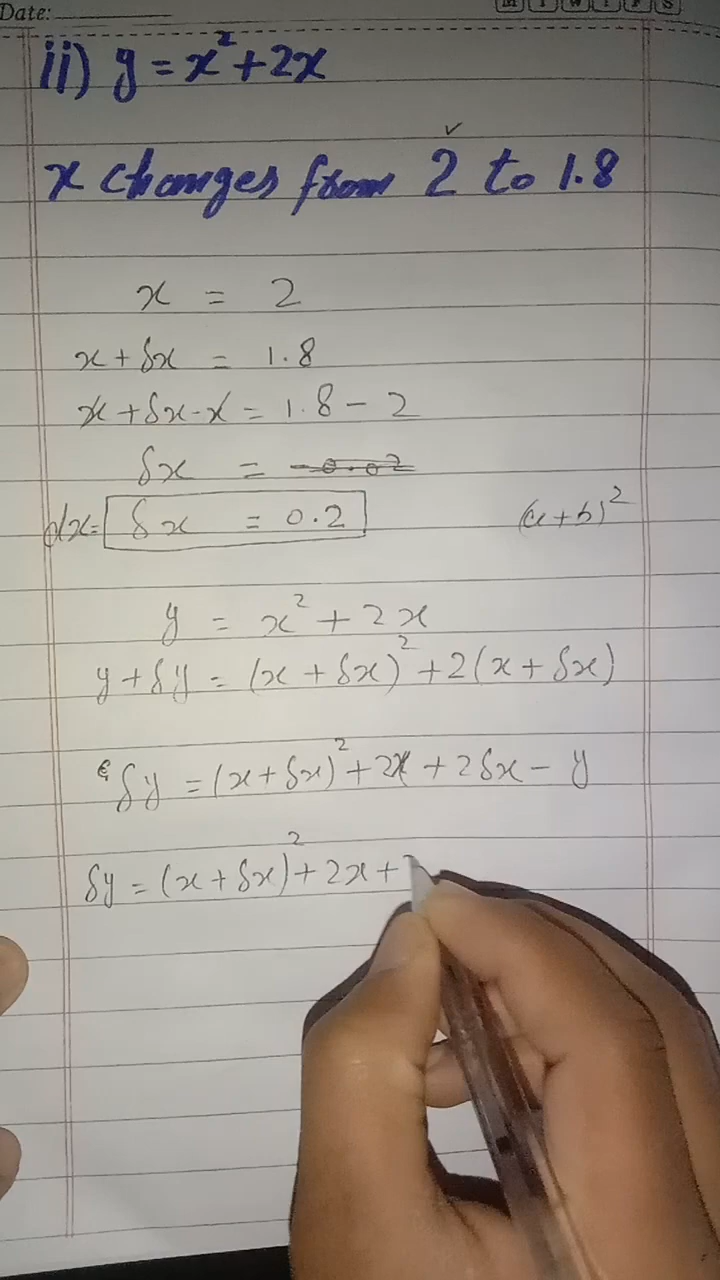 Date:
M T W T F S
ii) y = x² + 2x
x changes from 2 to 1.8
x = 2
x + δx = 1.8
x + δx - x = 1.8 - 2
δx = -0.02
dx = δx = 0.2
(a+b)²
y = x² + 2x
y + δy = (x + δx)² + 2(x + δx)
δy = (x + δx)² + 2x + 2δx - y
δy = (x + δx)² + 2x +